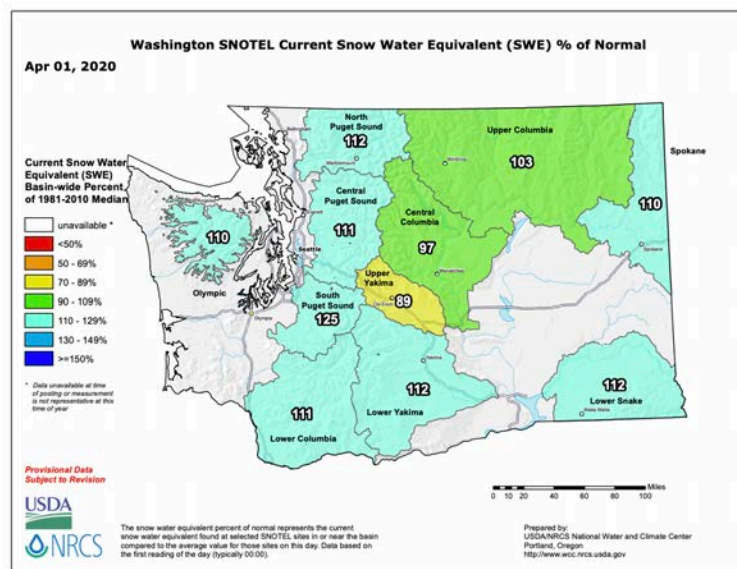 Washington SNOTEL Current Snow Water Equivalent (SWE) % of Normal
Apr 01, 2020
North
Puget Sound
112
Upper Columbia
103
Spokane
110
Current Snow Water
Equivalent (SWE)
Basin-wide Percent
of 1981-2010 Median
unavailable *
<50%
50 - 69%
70 - 89%
90 - 109%
110 - 129%
130 - 149%
>=150%
Central
Puget Sound
111
Central
Columbia
97
110
Olympic
Seattle
Olympia
Upper
Yakima
89
South
Puget Sound
125
Wenatchee
Winthrop
Spokane
Yakima
112
Lower Yakima
111
Lower Columbia
112
Lower Snake
Walla Walla
* Data unavailable at time
of posting or measurement
is not representative at this
time of year
Provisional Data
Subject to Revision
Miles
0 10 20 40 60 80 100
USDA
NRCS
The snow water equivalent percent of normal represents the current
snow water equivalent found at selected SNOTEL sites in or near the basin
compared to the average value for those sites on this day. Data based on
the first reading of the day (typically 00:00).
Prepared by:
USDA/NRCS National Water and Climate Center
Portland, Oregon
http://www.wcc.nrcs.usda.gov